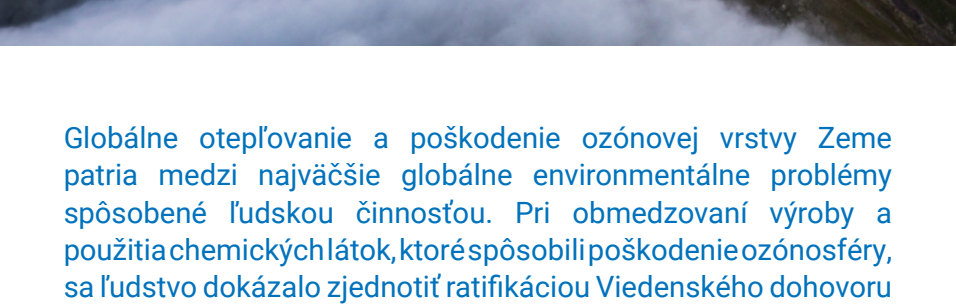 Globálne otepľovanie a poškodenie ozónovej vrstvy Zeme
patria medzi najväčšie globálne environmentálne problémy
spôsobené ľudskou činnosťou. Pri obmedzovaní výroby a
použitia chemických látok, ktoré spôsobili poškodenie ozónosféry,
sa ľudstvo dokázalo zjednotiť ratifikáciou Viedenského dohovoru